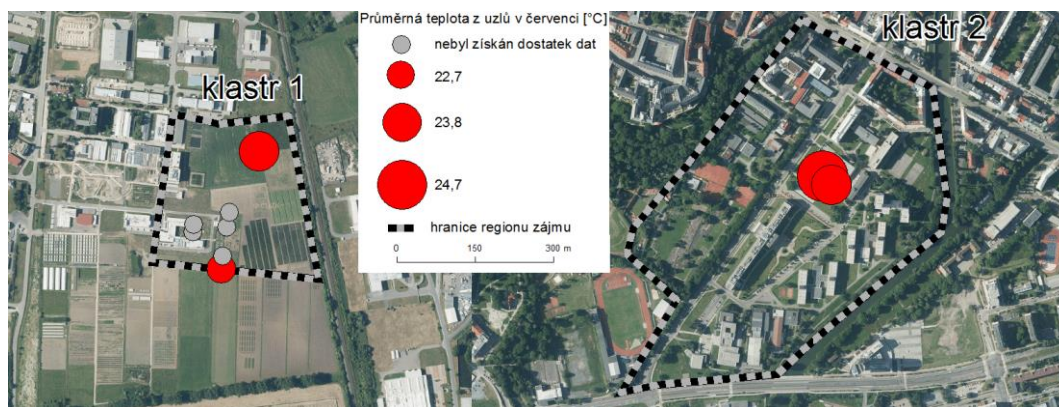 klastr 1
Průměrná teplota z uzlů v červenci [°C]
nebyl získán dostatek dat
22,7
23,8
24,7
hranice regionu zájmu
0 150 300 m
klastr 2